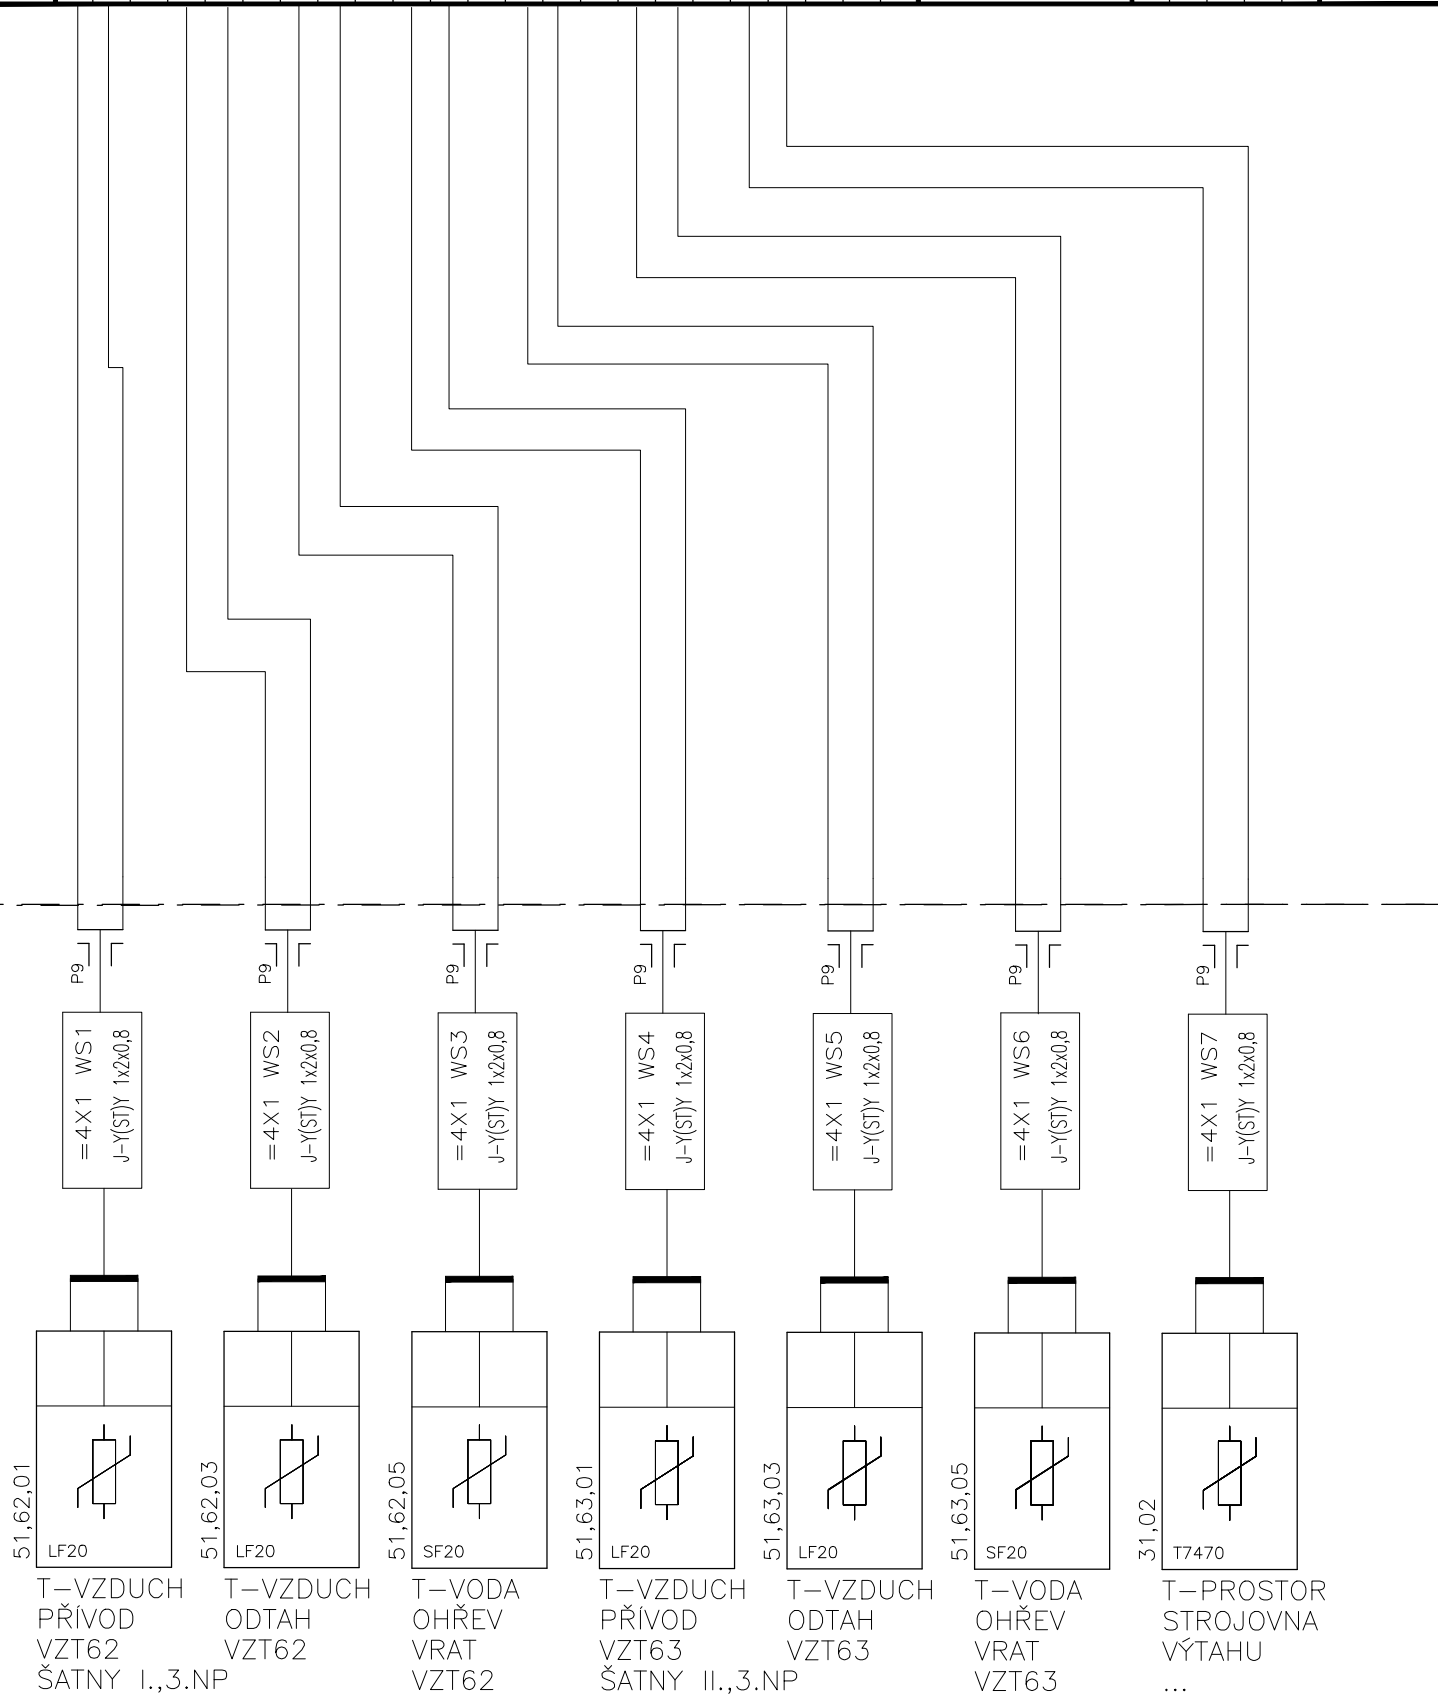 P9
P9
P9
P9
P9
P9
P9
=4X1 WS1
J-Y(ST)Y 1x2x0,8
=4X1 WS2
J-Y(ST)Y 1x2x0,8
=4X1 WS3
J-Y(ST)Y 1x2x0,8
=4X1 WS4
J-Y(ST)Y 1x2x0,8
=4X1 WS5
J-Y(ST)Y 1x2x0,8
=4X1 WS6
J-Y(ST)Y 1x2x0,8
=4X1 WS7
J-Y(ST)Y 1x2x0,8
51,62,01
LF20
T-VZDUCH
PŘÍVOD
VZT62
ŠATNY I.,3.NP
51,62,03
LF20
T-VZDUCH
ODTAH
VZT62
51,62,05
SF20
T-VODA
OHŘEV
VRAT
VZT62
51,63,01
LF20
T-VZDUCH
PŘÍVOD
VZT63
ŠATNY II.,3.NP
51,63,03
LF20
T-VZDUCH
ODTAH
VZT63
51,63,05
SF20
T-VODA
OHŘEV
VRAT
VZT63
31,02
T7470
T-PROSTOR
STROJOVNA
VÝTAHU
...